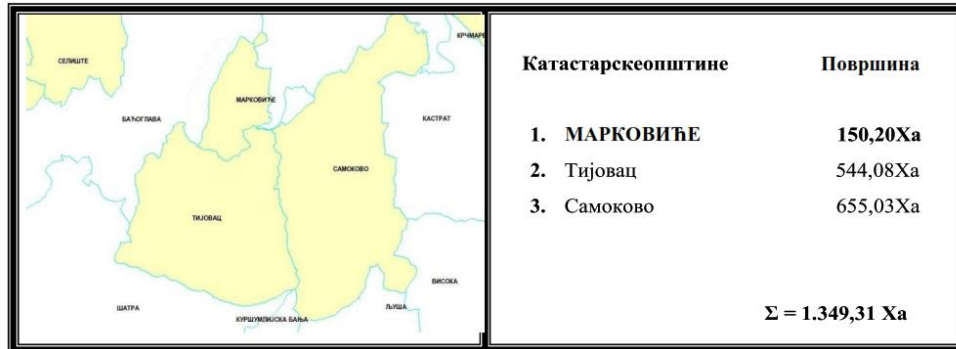 КРЧМАРЕ
СЕЛИШТЕ
МАРКОВИЋЕ
БАЋОГЛАВА
КАСТРАТ
САМОКОВО
ТИЈОВАЦ
ВИСОКА
ШАТРА
ЉУША
КУРШУМЛИЈСКА БАЊА
Катастарскеопштине Површина
1. МАРКОВИЋЕ 150,20Ха
2. Тијовац 544,08Ха
3. Самоково 655,03Ха
Σ = 1.349,31 Ха